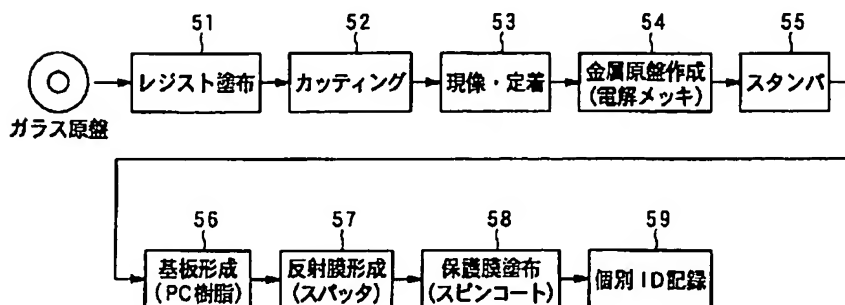 51
52
53
54
55
レジスト塗布
カッティング
現像・定着
金属原盤作成
(電解メッキ)
スタンパ
ガラス原盤
56
57
58
59
基板形成
(PC樹脂)
反射膜形成
(スパッタ)
保護膜塗布
(スピンコート)
個別ID記録